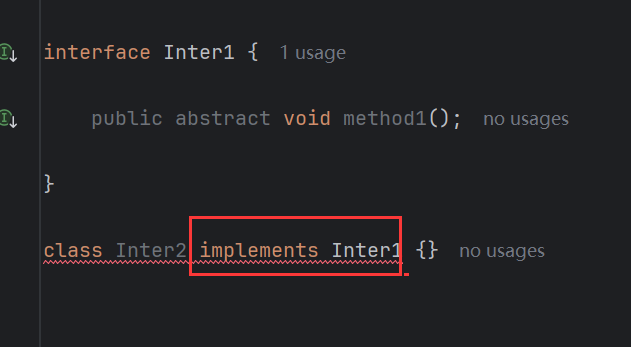 interface Inter1 { 1 usage
public abstract void method1(); no usages
}
class Inter2 implements Inter1 {} no usages